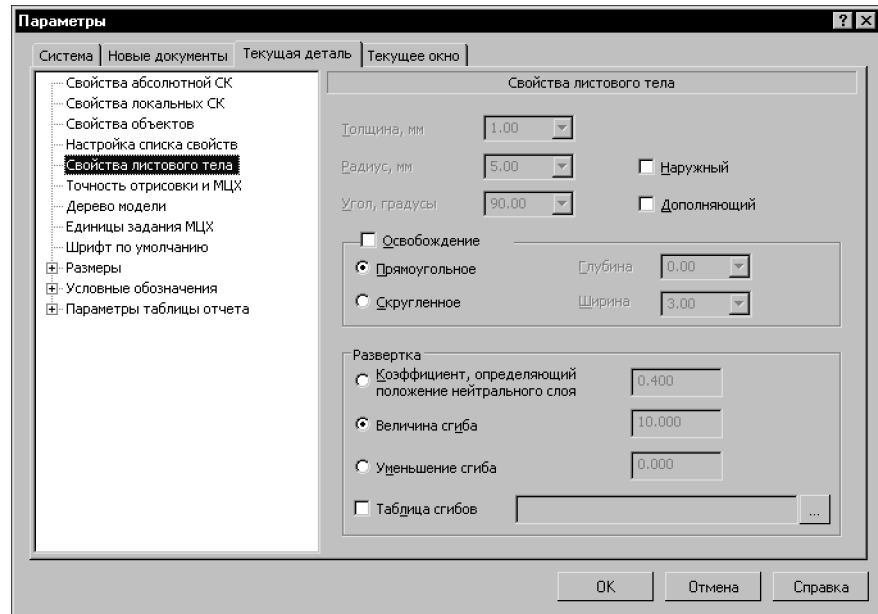 Параметры
Система Новые документы Текущая деталь Текущее окно
Свойства абсолютной СК
Свойства локальных СК
Свойства объектов
Настройка списка свойств
Свойства листового тела
Точность отрисовки и МЦХ
Дерево модели
Единицы задания МЦХ
Шрифт по умолчанию
Размеры
Условные обозначения
Параметры таблицы отчета
Свойства листового тела
Толщина, мм 1.00
Радиус, мм 5.00 Наружный
Угол, градусы 90.00 Дополняющий
Освобождение
Прямоугольное Глубина 0.00
Скругленное Ширина 3.00
Развертка
Коэффициент, определяющий
положение нейтрального слоя 0.400
Величина сгиба 10.000
Уменьшение сгиба 0.000
Таблица сгибов ...
OK Отмена Справка